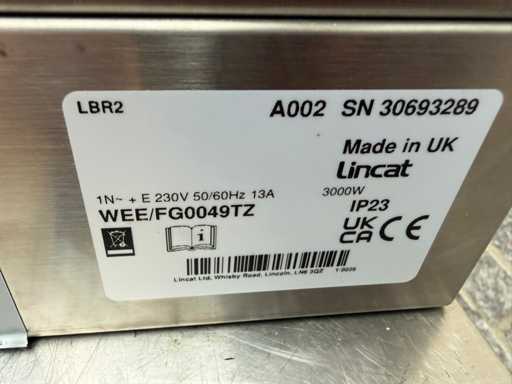 LBR2
A002 SN 30693289
Made in UK
Lincat
1N~ + E 230V 50/60Hz 13A
3000W
WEE/FG0049TZ
IP23
UK
CA CE
i
Lincat Ltd, Whisby Road, Lincoln, LN6 3QZ